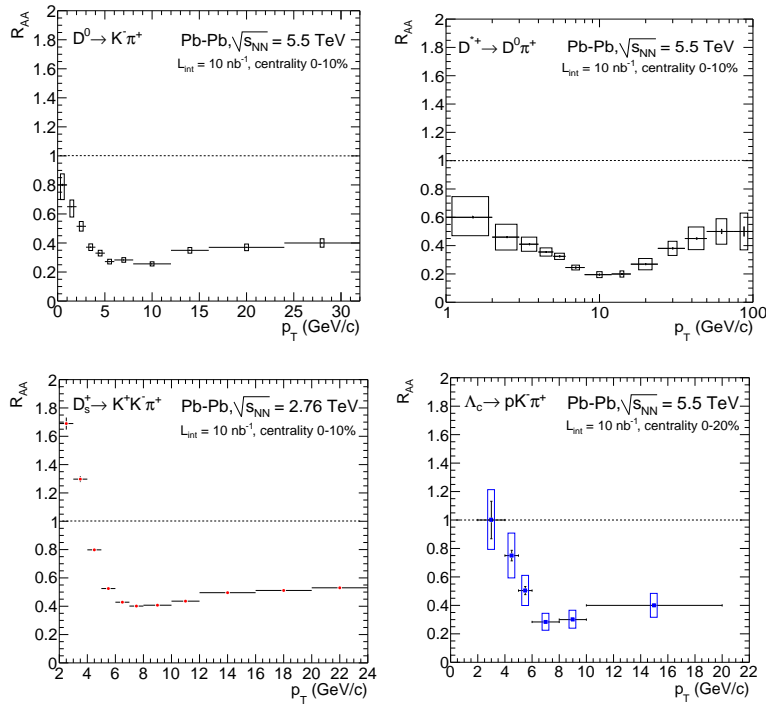 R_AA
D⁰→ K⁻π⁺
Pb-Pb,√s_NN = 5.5 TeV
L_int = 10 nb⁻¹, centrality 0-10%
2
1.8
1.6
1.4
1.2
1
0.8
0.6
0.4
0.2
0
0 5 10 15 20 25 30
p_T (GeV/c)
R_AA
D*⁺→ D⁰π⁺
Pb-Pb,√s_NN = 5.5 TeV
L_int = 10 nb⁻¹, centrality 0-10%
2
1.8
1.6
1.4
1.2
1
0.8
0.6
0.4
0.2
0
1 10 100
p_T (GeV/c)
R_AA
D_s⁺→ K⁺K⁻π⁺
Pb-Pb,√s_NN = 2.76 TeV
L_int = 10 nb⁻¹, centrality 0-10%
2
1.8
1.6
1.4
1.2
1
0.8
0.6
0.4
0.2
0
2 4 6 8 10 12 14 16 18 20 22 24
p_T (GeV/c)
R_AA
Λ_c→ pK⁻π⁺
Pb-Pb,√s_NN = 5.5 TeV
L_int = 10 nb⁻¹, centrality 0-20%
2
1.8
1.6
1.4
1.2
1
0.8
0.6
0.4
0.2
0
0 2 4 6 8 10 12 14 16 18 20 22
p_T (GeV/c)